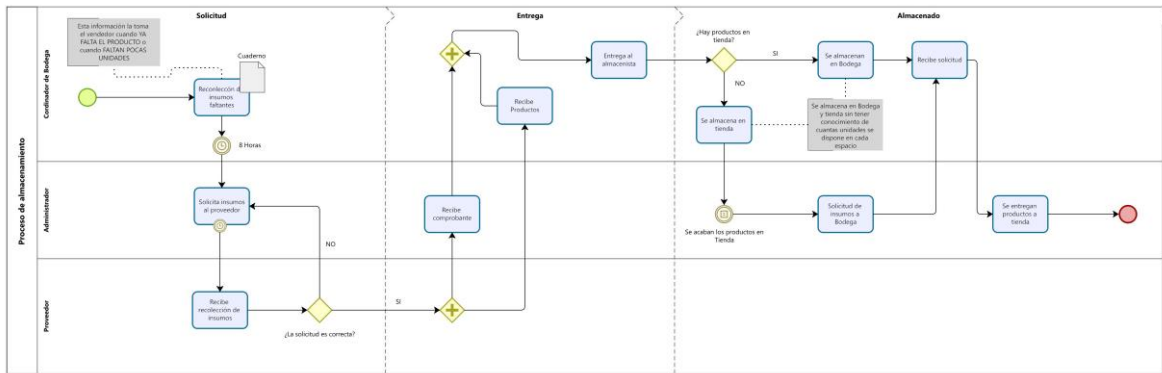 Solicitud
Entrega
Almacenado
Proceso de almacenamiento
Cordinador de Bodega
Administrador
Proveedor
Esta información la toma
el vendedor cuando YA
FALTA EL PRODUCTO o
cuando FALTAN POCAS
UNIDADES
Cuaderno
Recolección d
insumos
faltantes
8 Horas
Solicita insumos
al proveedor
NO
Recibe
recolección de
insumos
¿La solicitud es correcta?
SI
Recibe
comprobante
Recibe
Productos
Entrega al
almacenista
¿Hay productos en
tienda?
SI
NO
Se almacenan
en Bodega
Recibe solicitud
Se almacena en
tienda
Se almacena en Bodega
y tienda sin tener
conocimiento de
cuantas unidades se
dispone en cada
espacio
Se acaban los productos en
Tienda
Solicitud de
insumos a
Bodega
Se entregan
productos a
tienda